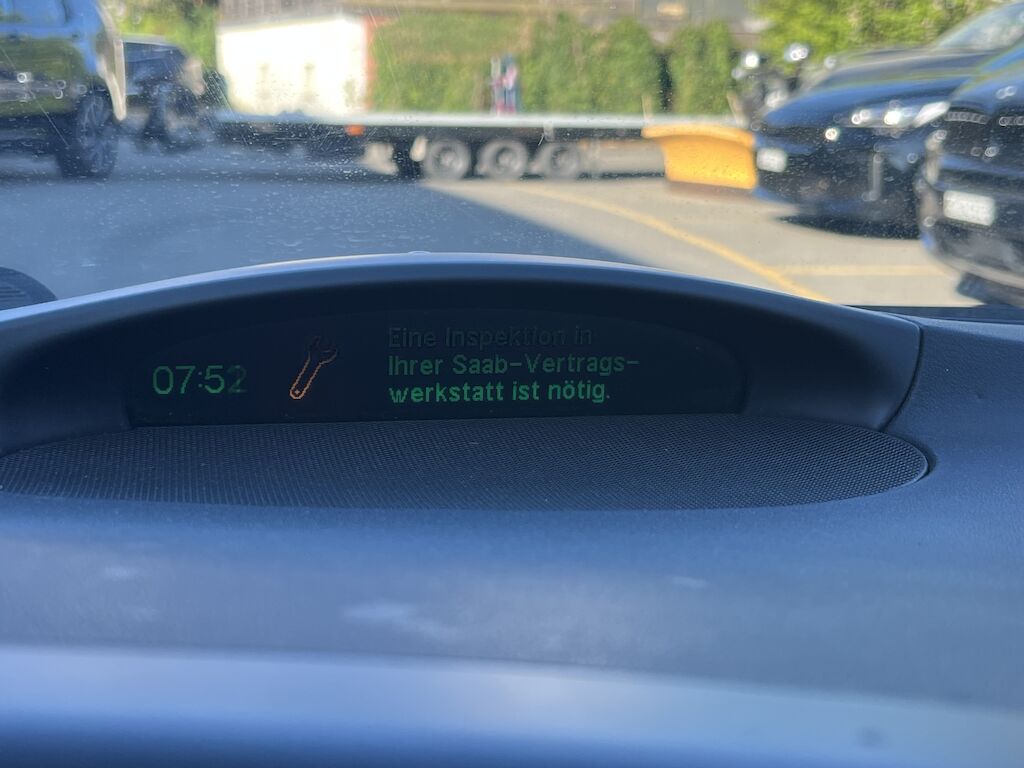 07:52
Eine Inspektion in
Ihrer Saab-Vertrags-
werkstatt ist nötig.